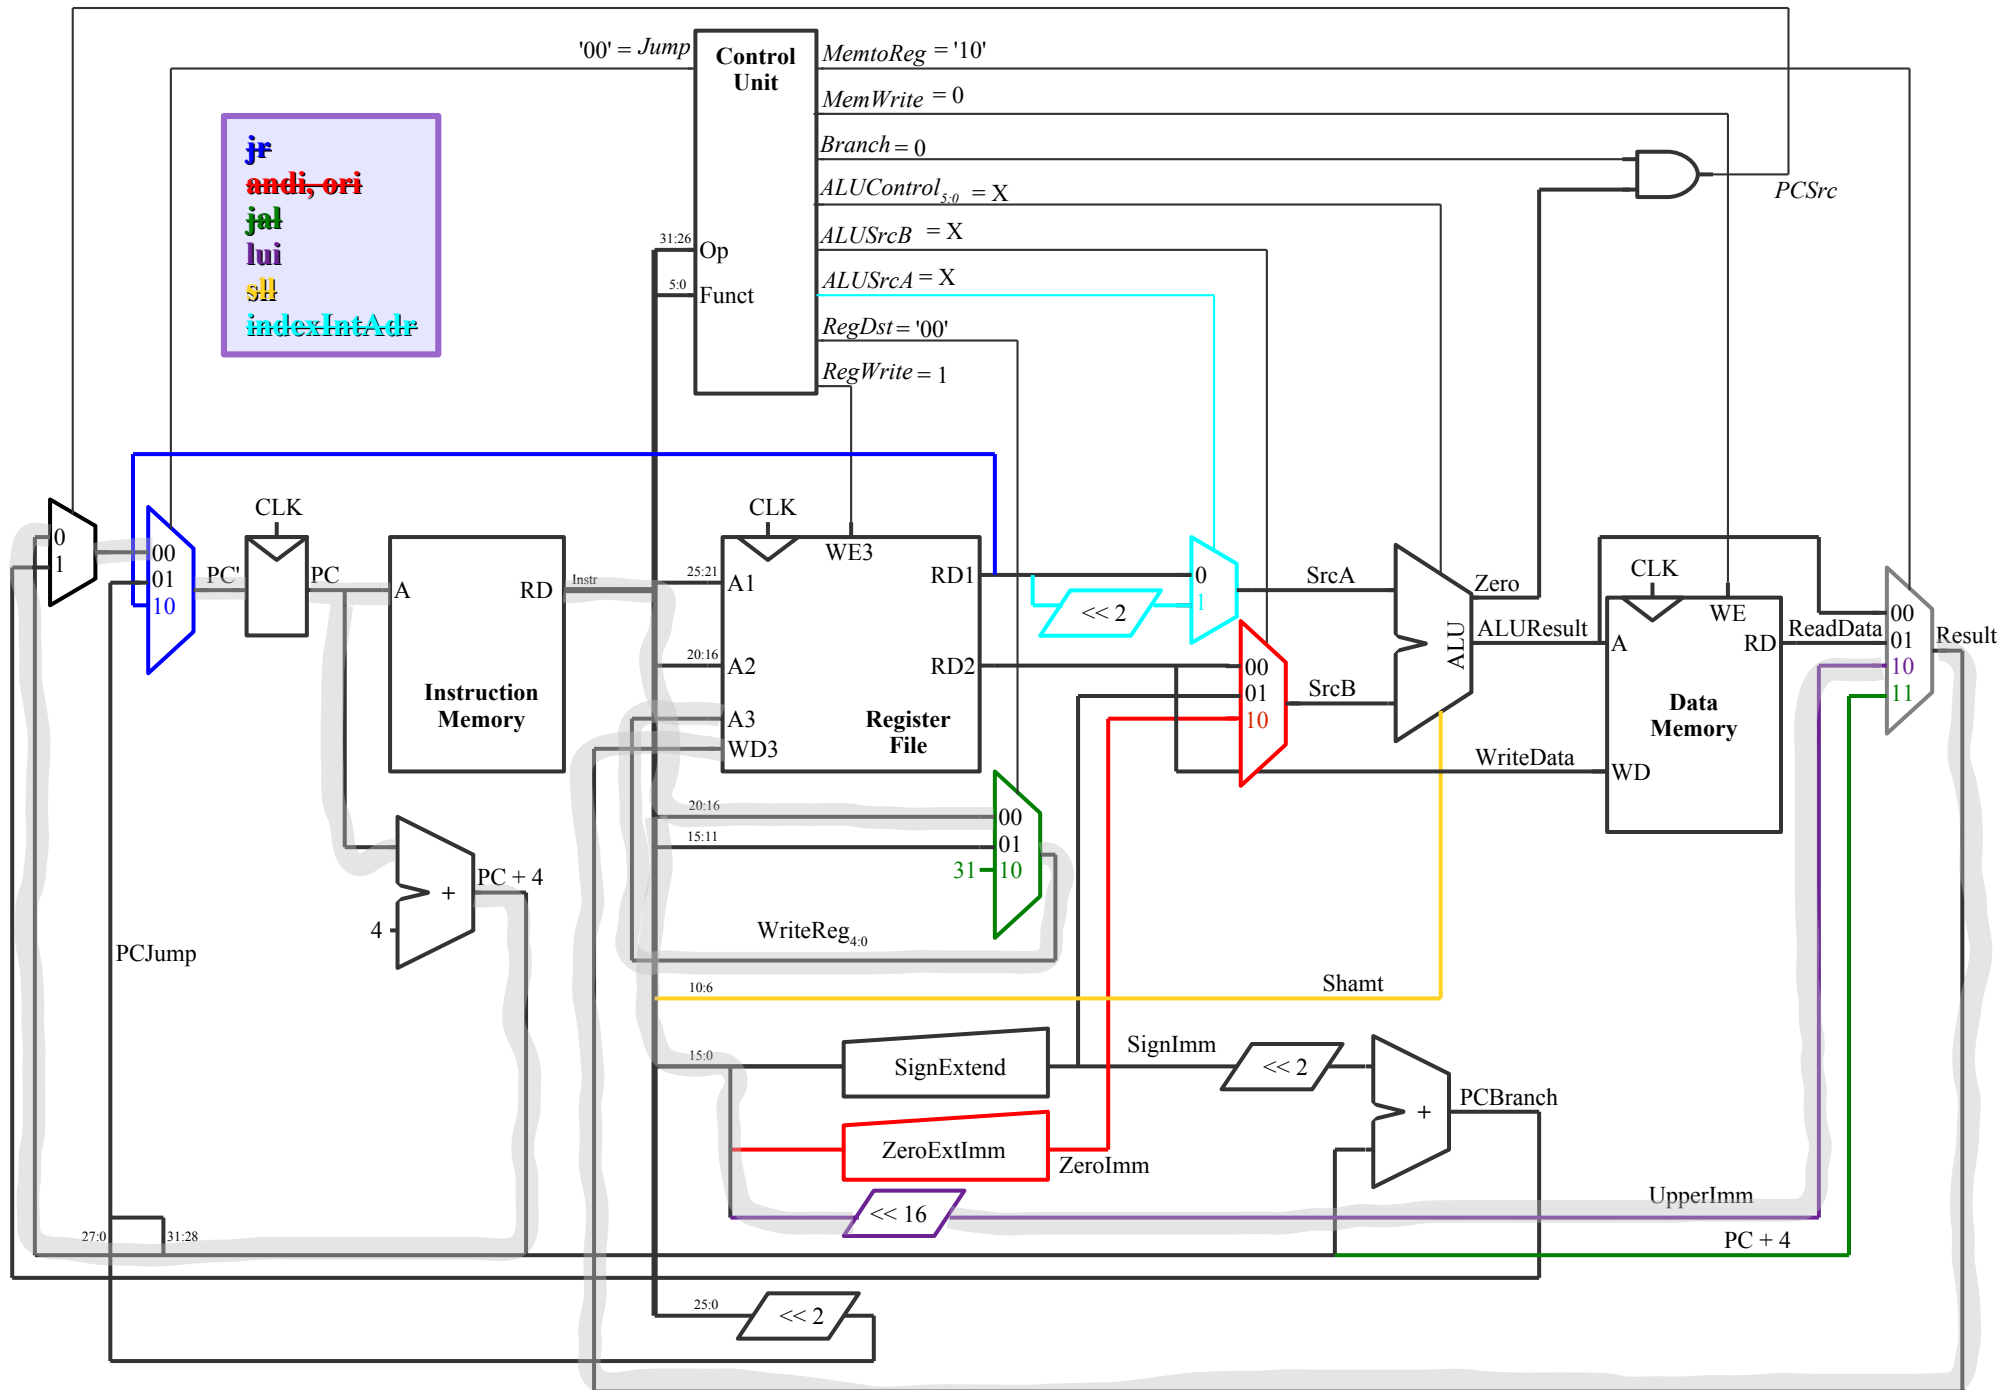 '00' = Jump
Control
Unit
MemtoReg = '10'
MemWrite = 0
Branch = 0
ALUControl5:0 = X
ALUSrcB = X
ALUSrcA = X
RegDst = '00'
RegWrite = 1
31:26
Op
5:0
Funct
PCSrc
jr
andi, ori
jal
lui
sll
indexIntAdr
0
1
00
01
10
PC'
CLK
PC
A
RD
Instr
Instruction
Memory
CLK
WE3
25:21
A1
RD1
20:16
A2
RD2
A3
WD3
Register
File
0
1
<< 2
SrcA
00
01
10
SrcB
ALU
Zero
ALUResult
WriteData
CLK
WE
A
RD
ReadData
Data
Memory
WD
00
01
10
11
Result
20:16
00
15:11
01
31
10
WriteReg4:0
+
4
PC + 4
PCJump
10:6
Shamt
15:0
SignExtend
SignImm
<< 2
+
PCBranch
ZeroExtImm
ZeroImm
<< 16
UpperImm
27:0
31:28
PC + 4
25:0
<< 2